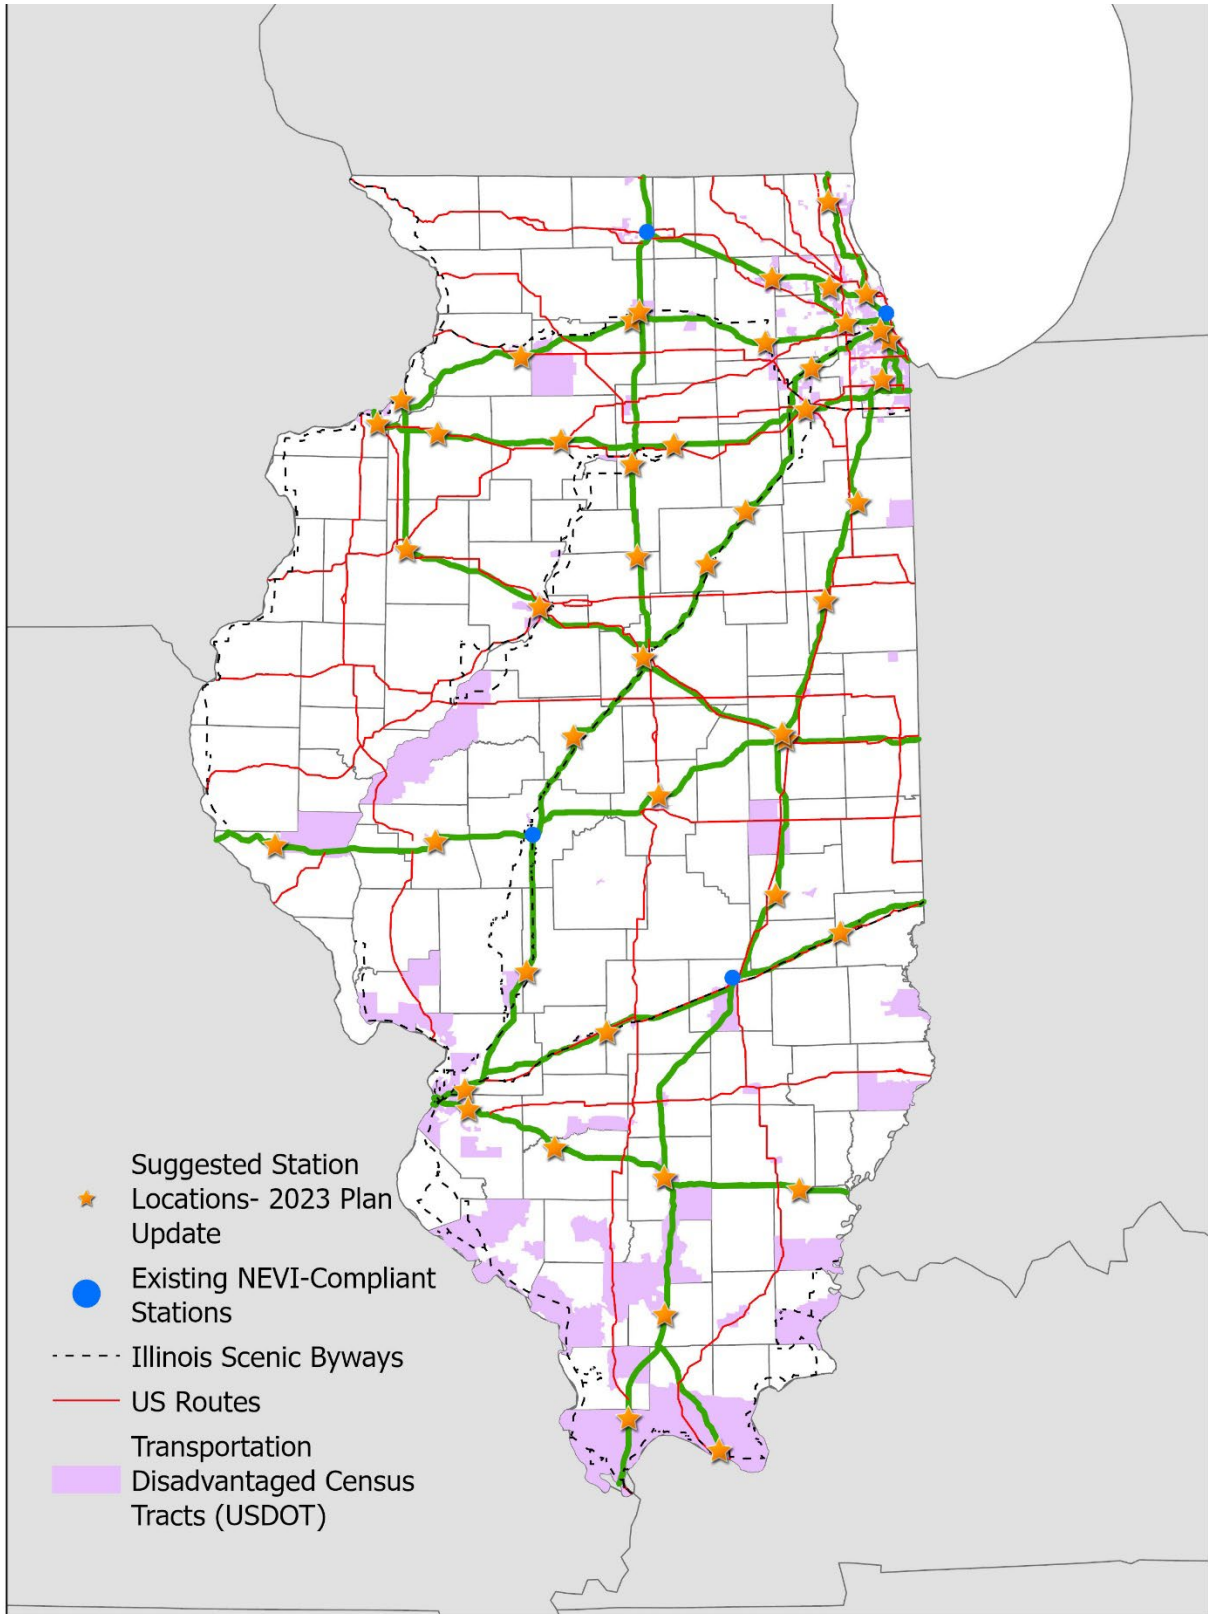 Suggested Station
Locations- 2023 Plan
Update
Existing NEVI-Compliant
Stations
Illinois Scenic Byways
US Routes
Transportation
Disadvantaged Census
Tracts (USDOT)